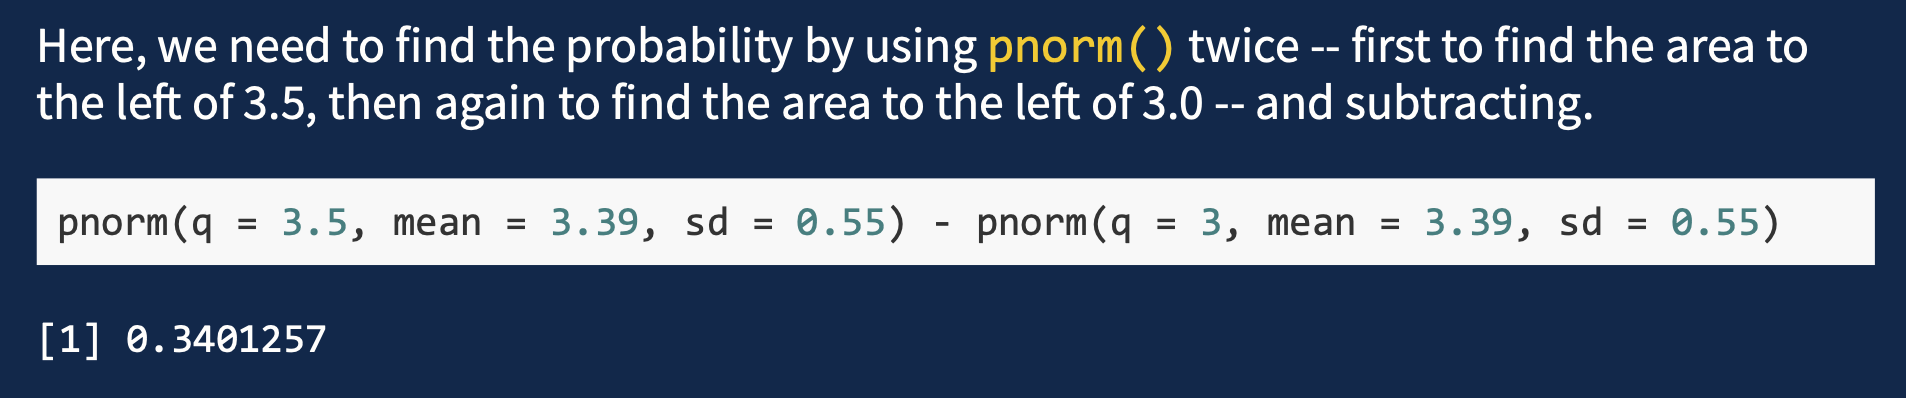 Here, we need to find the probability by using pnorm() twice -- first to find the area to
the left of 3.5, then again to find the area to the left of 3.0 -- and subtracting.
pnorm(q = 3.5, mean = 3.39, sd = 0.55) - pnorm(q = 3, mean = 3.39, sd = 0.55)
[1] 0.3401257